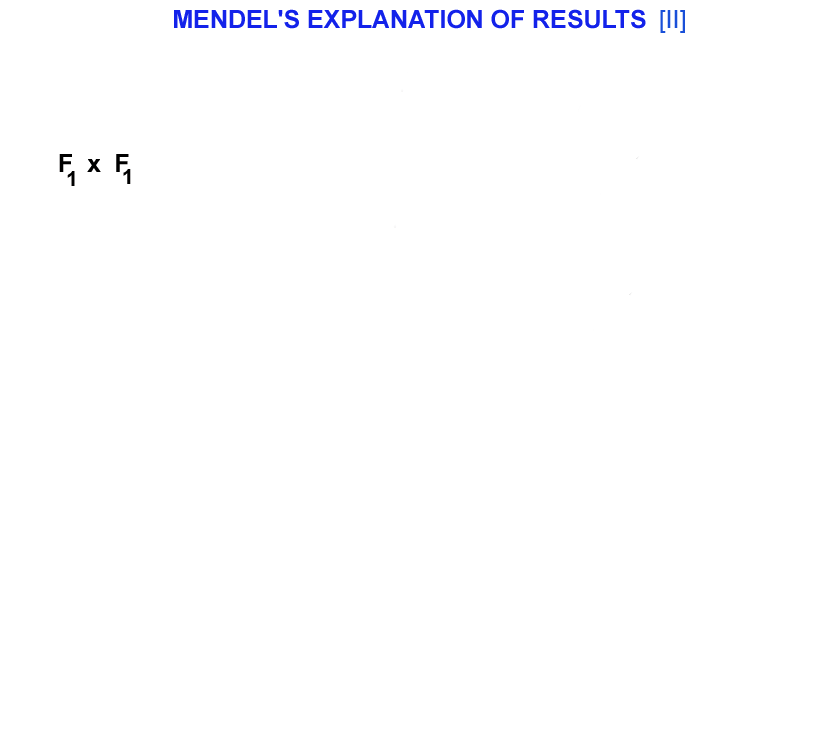 MENDEL'S EXPLANATION OF RESULTS [II]
F1 x F1